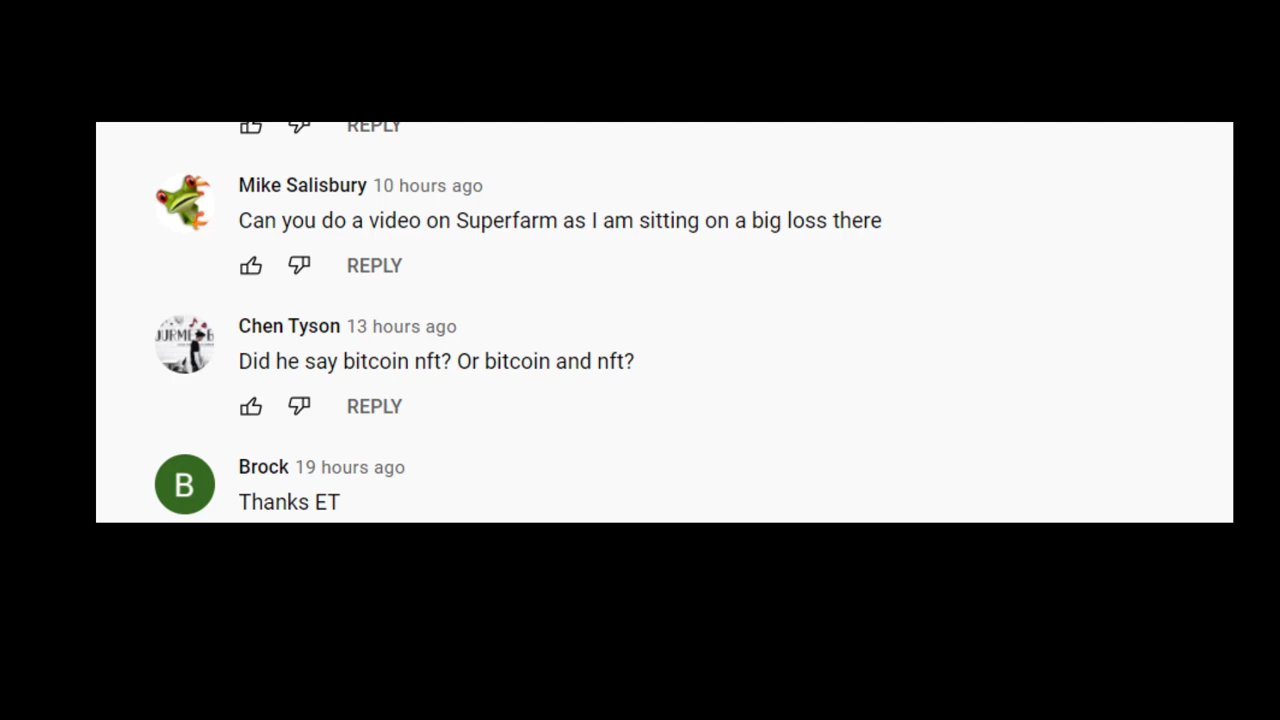 REPLY
Mike Salisbury 10 hours ago
Can you do a video on Superfarm as I am sitting on a big loss there
REPLY
Chen Tyson 13 hours ago
Did he say bitcoin nft? Or bitcoin and nft?
REPLY
B
Brock 19 hours ago
Thanks ET